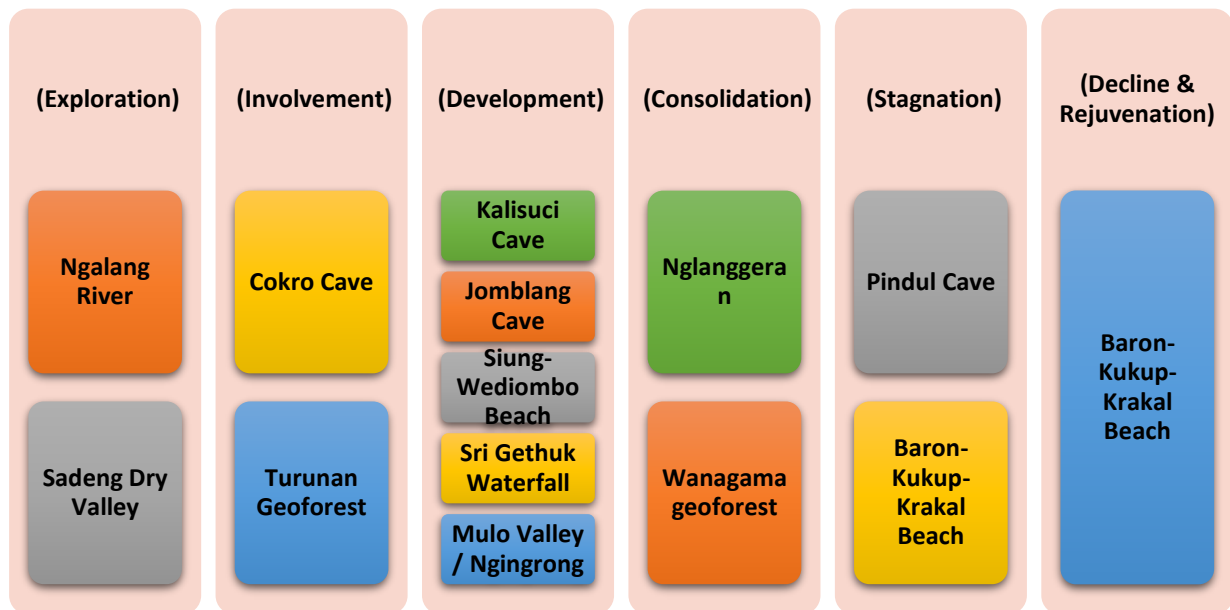 (Exploration)
Ngalang
River
Sadeng Dry
Valley
(Involvement)
Cokro Cave
Turunan
Geoforest
(Development)
Kalisuci
Cave
Jomblang
Cave
Siung-
Wediombo
Beach
Sri Gethuk
Waterfall
Mulo Valley
/ Ngingrong
(Consolidation)
Nglanggera
n
Wanagama
geoforest
(Stagnation)
Pindul Cave
Baron-
Kukup-
Krakal
Beach
(Decline &
Rejuvenation)
Baron-
Kukup-
Krakal
Beach